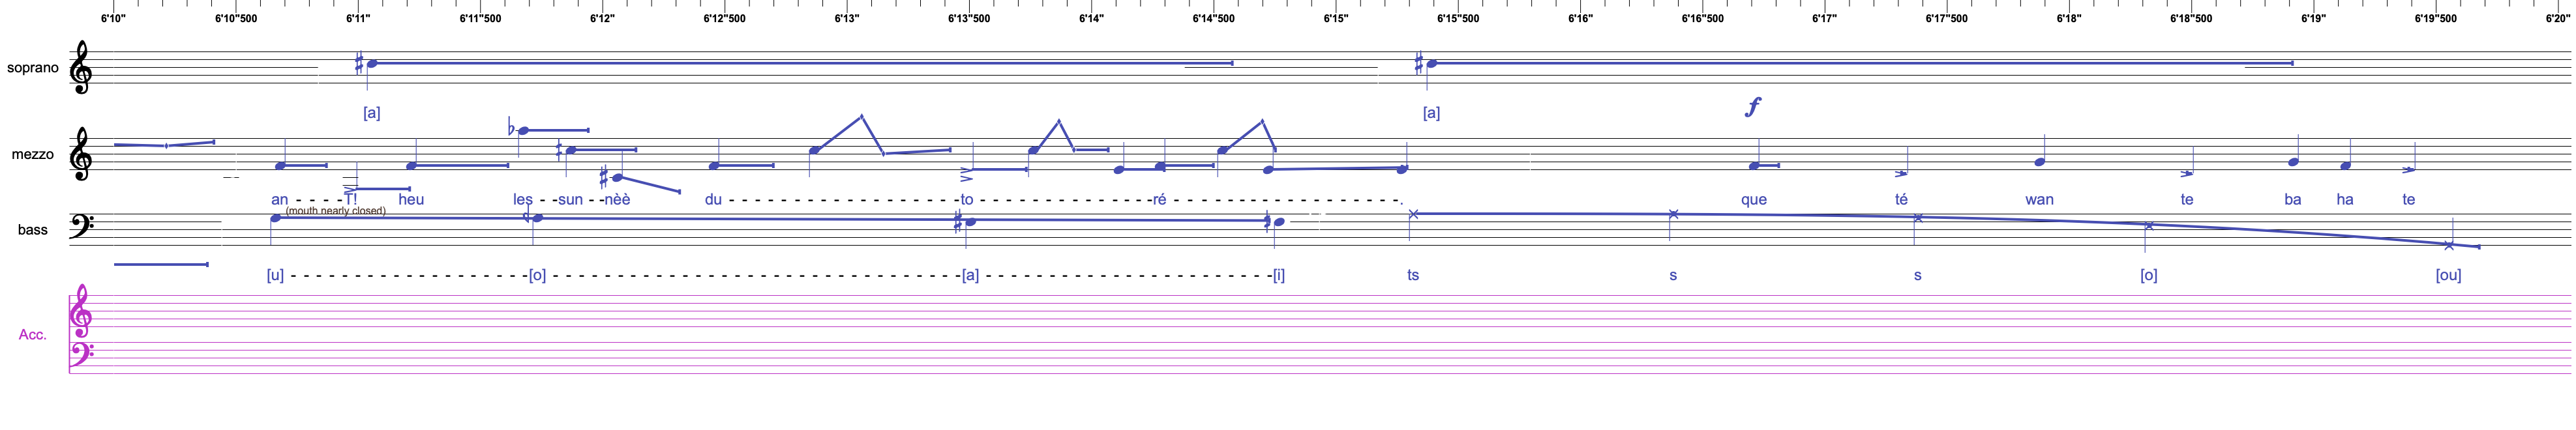 6'10" 6'10"500 6'11" 6'11"500 6'12" 6'12"500 6'13" 6'13"500 6'14" 6'14"500 6'15" 6'15"500 6'16" 6'16"500 6'17" 6'17"500 6'18" 6'18"500 6'19" 6'19"500 6'20"
soprano
[a] [a] f
mezzo
an - - - - - T! heu les - - sun - - nèè du - - - - - - - - - - - - - - - - - - - - to - - - - - - - - - - - - - - - - ré - - - - - - - - - - - - - - - - - - - - . que té wan te ba ha te
(mouth nearly closed)
bass
[u] - - - - - - - - - - - - - - - - - - - [o] - - - - - - - - - - - - - - - - - - - - - - - - - - - - - - - - [a] - - - - - - - - - - - - - - - - - - - - - - [i] ts s s [o] [ou]
Acc.